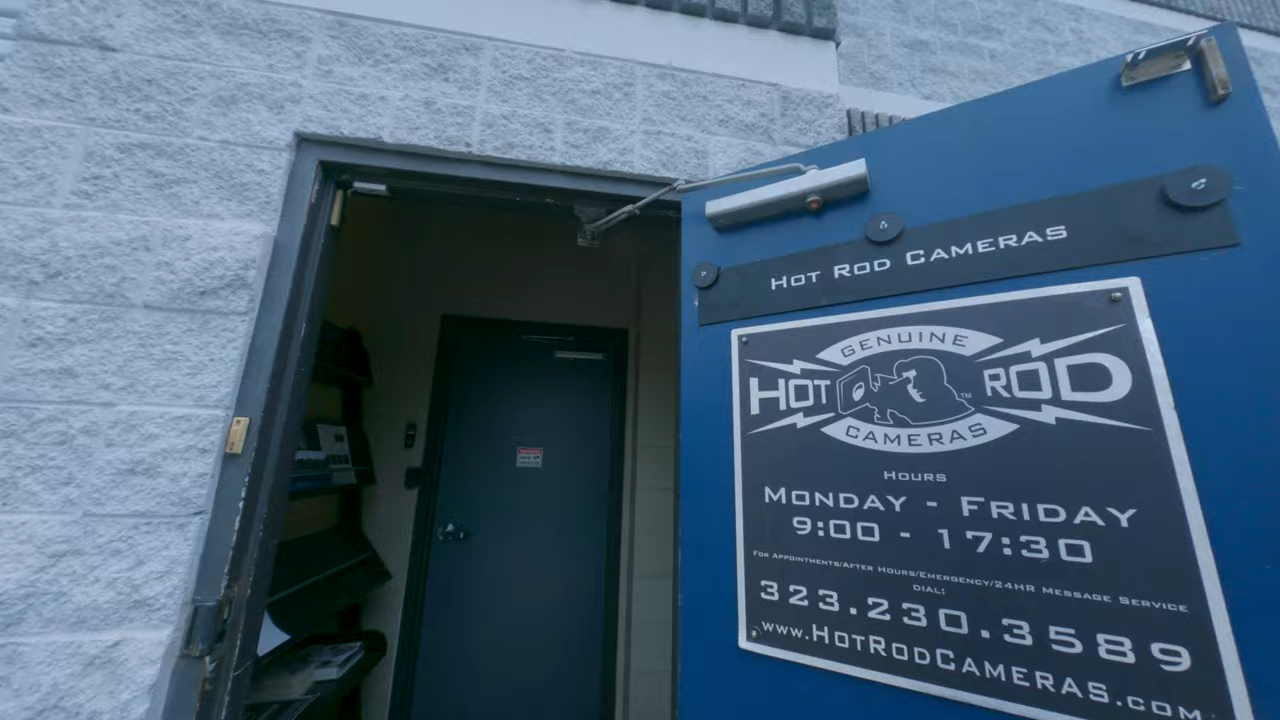 Hot Rod Cameras
GENUINE
HOT ROD
™
CAMERAS
Hours
Monday - Friday
9:00 - 17:30
For Appointments/After Hours/Emergency/24HR Message Service
dial:
323.230.3589
www.HotRodCameras.com